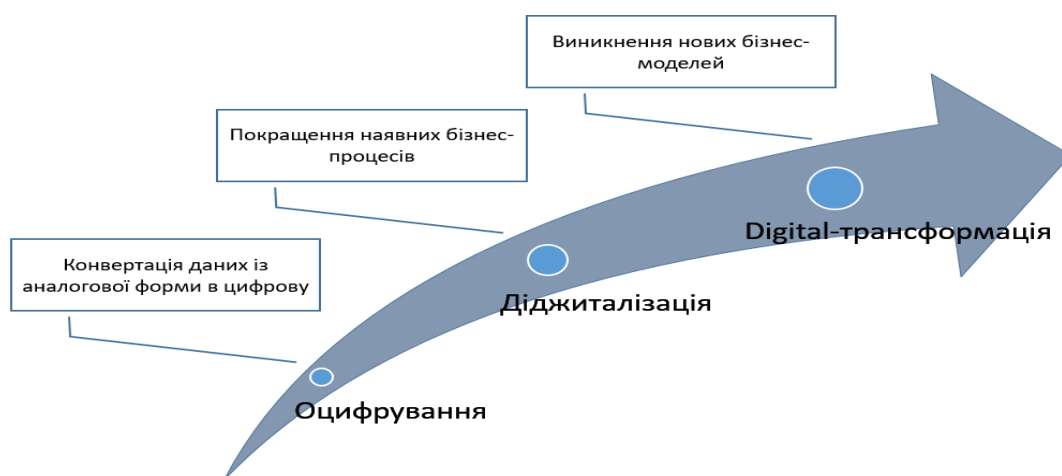 Виникнення нових бізнес-
моделей
Покращення наявних бізнес-
процесів
Digital-трансформація
Конвертація даних із
аналогової форми в цифрову
Діджиталізація
Оцифрування